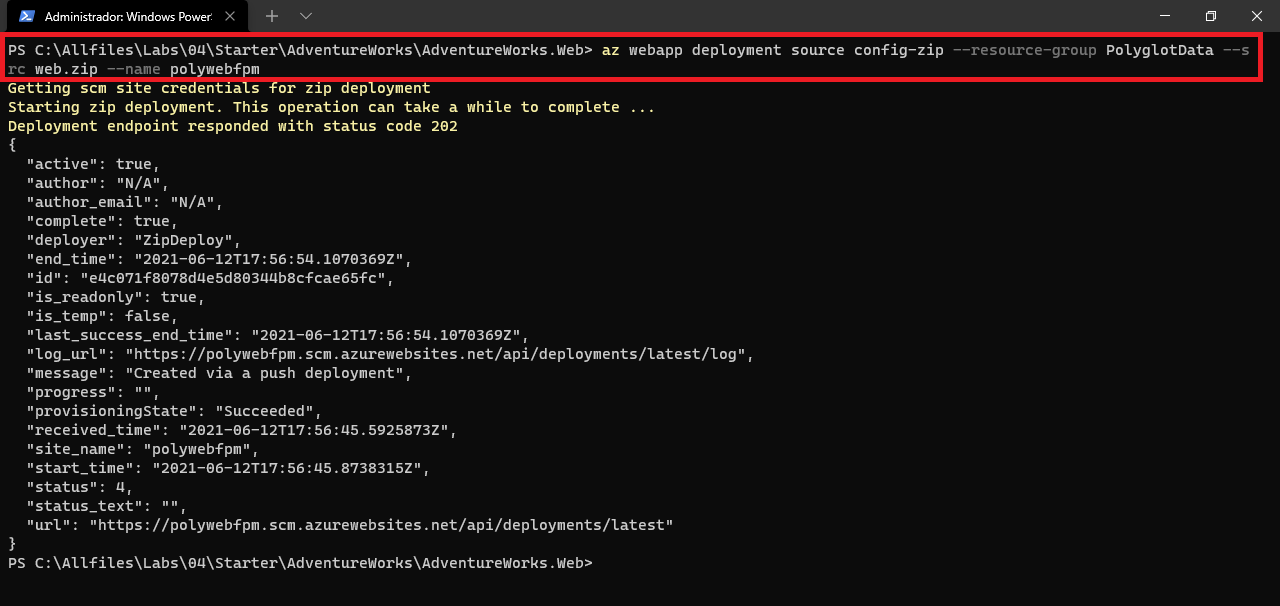 Administrador: Windows PowerS
PS C:\Allfiles\Labs\04\Starter\AdventureWorks\AdventureWorks.Web> az webapp deployment source config-zip --resource-group PolyglotData --s
rc web.zip --name polywebfpm
Getting scm site credentials for zip deployment
Starting zip deployment. This operation can take a while to complete ...
Deployment endpoint responded with status code 202
{
  "active": true,
  "author": "N/A",
  "author_email": "N/A",
  "complete": true,
  "deployer": "ZipDeploy",
  "end_time": "2021-06-12T17:56:54.1070369Z",
  "id": "e4c071f8078d4e5d80344b8cfcae65fc",
  "is_readonly": true,
  "is_temp": false,
  "last_success_end_time": "2021-06-12T17:56:54.1070369Z",
  "log_url": "https://polywebfpm.scm.azurewebsites.net/api/deployments/latest/log",
  "message": "Created via a push deployment",
  "progress": "",
  "provisioningState": "Succeeded",
  "received_time": "2021-06-12T17:56:45.5925873Z",
  "site_name": "polywebfpm",
  "start_time": "2021-06-12T17:56:45.8738315Z",
  "status": 4,
  "status_text": "",
  "url": "https://polywebfpm.scm.azurewebsites.net/api/deployments/latest"
}
PS C:\Allfiles\Labs\04\Starter\AdventureWorks\AdventureWorks.Web>